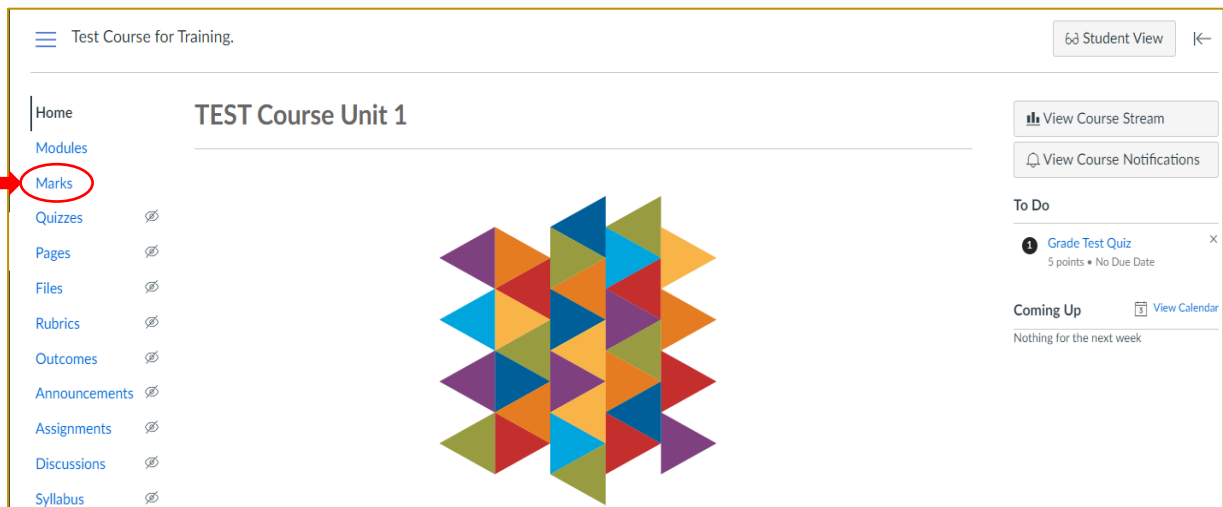 Test Course for Training.
Student View
Home
Modules
Marks
Quizzes
Pages
Files
Rubrics
Outcomes
Announcements
Assignments
Discussions
Syllabus
TEST Course Unit 1
View Course Stream
View Course Notifications
To Do
1 Grade Test Quiz
5 points • No Due Date
Coming Up 3 View Calendar
Nothing for the next week